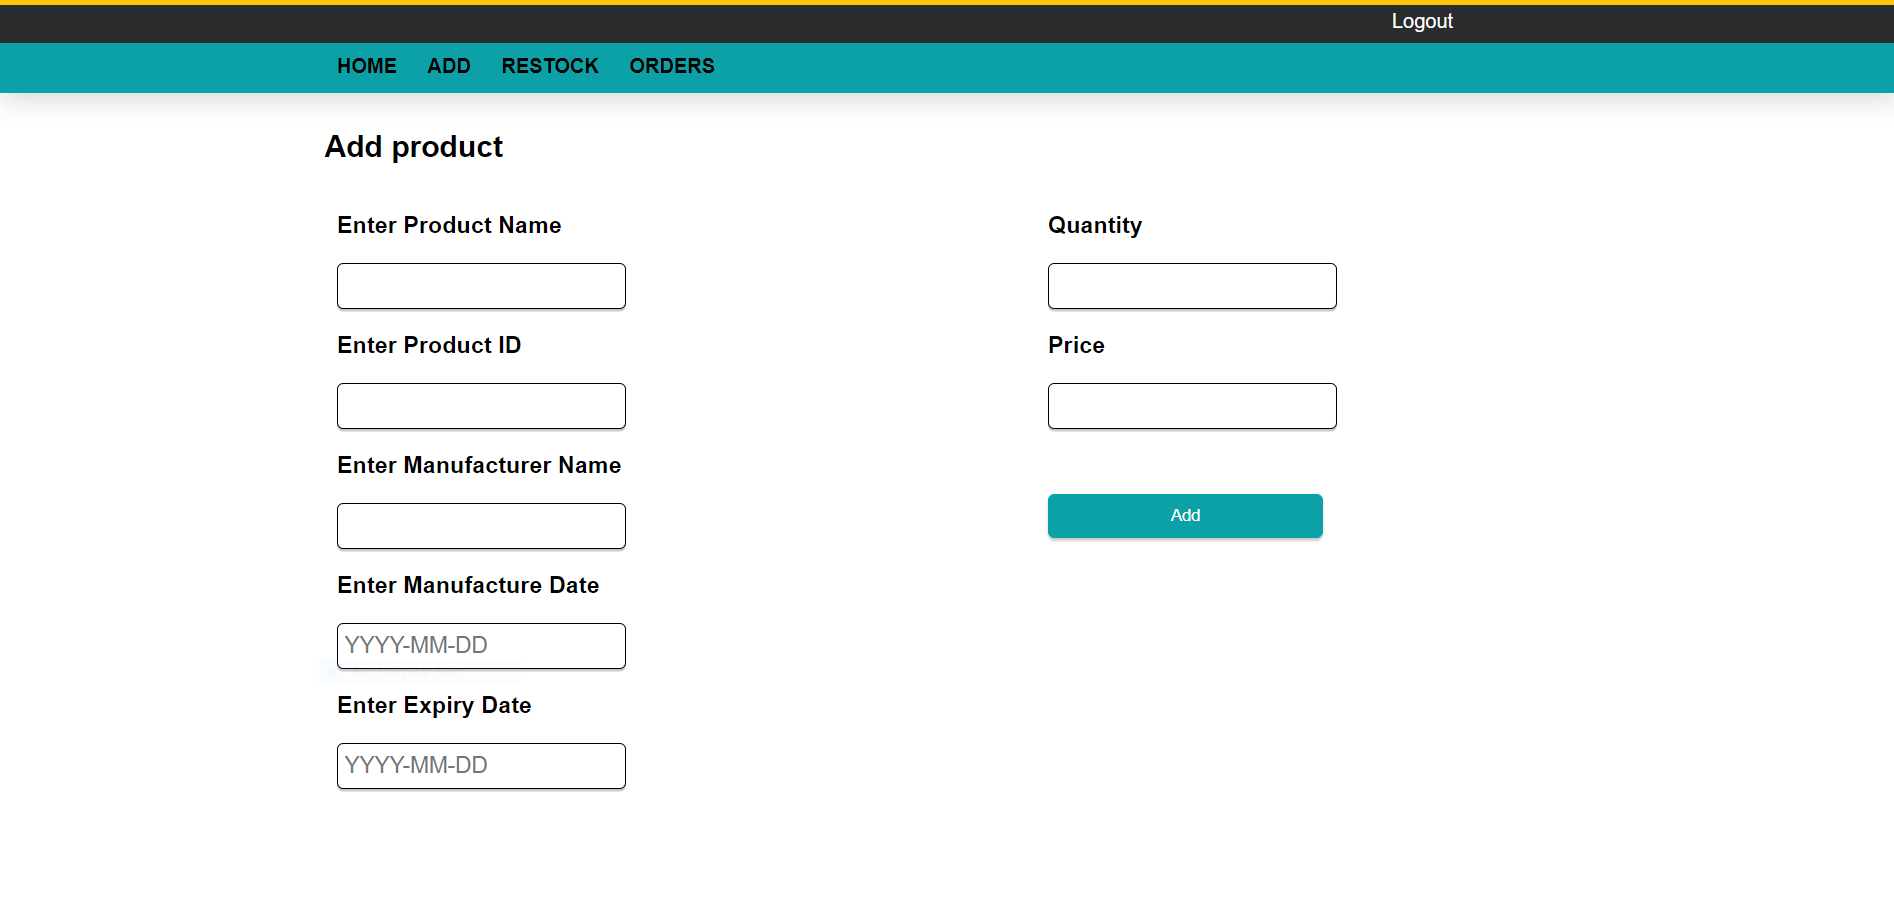 Logout
HOME ADD RESTOCK ORDERS
Add product
Enter Product Name
Quantity
Enter Product ID
Price
Enter Manufacturer Name
Add
Enter Manufacture Date
YYYY-MM-DD
Enter Expiry Date
YYYY-MM-DD